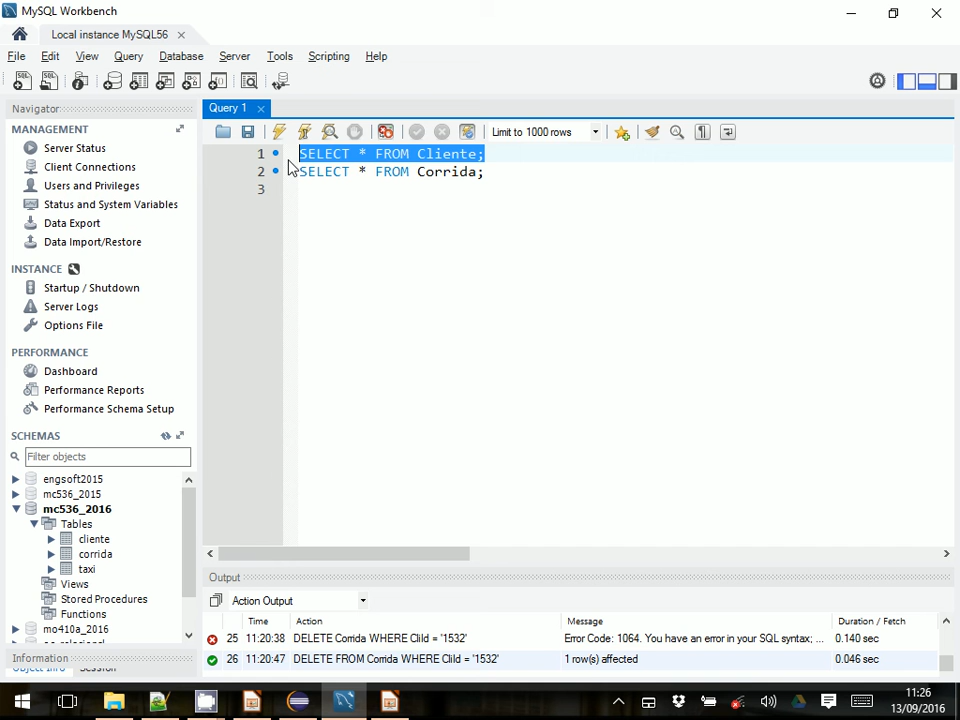 MySQL Workbench
Local instance MySQL56
File Edit View Query Database Server Tools Scripting Help
Navigator
MANAGEMENT
Server Status
Client Connections
Users and Privileges
Status and System Variables
Data Export
Data Import/Restore
INSTANCE
Startup / Shutdown
Server Logs
Options File
PERFORMANCE
Dashboard
Performance Reports
Performance Schema Setup
SCHEMAS
Filter objects
engsoft2015
mc536_2015
mc536_2016
Tables
cliente
corrida
taxi
Views
Stored Procedures
Functions
mo410a_2016
Information
Query 1
Limit to 1000 rows
1 SELECT * FROM Cliente;
2 SELECT * FROM Corrida;
3
Output
Action Output
Time Action Message Duration / Fetch
25 11:20:38 DELETE Corrida WHERE CliId = '1532' Error Code: 1064. You have an error in your SQL syntax; ... 0.140 sec
26 11:20:47 DELETE FROM Corrida WHERE CliId = '1532' 1 row(s) affected 0.046 sec
11:26
13/09/2016